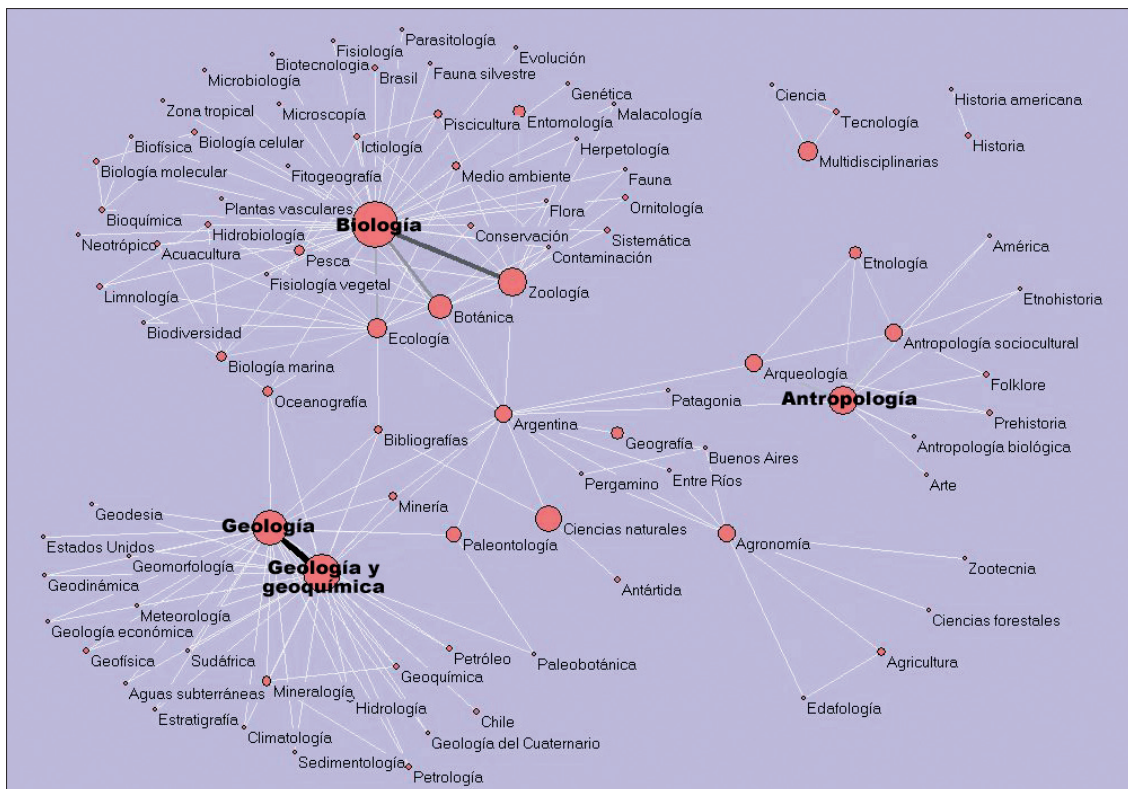 Parasitología
Fisiología
Evolución
Biotecnologia
Brasil
Fauna silvestre
Microbiología
Genética
Ciencia
Historia americana
Zona tropical
Microscopía
Piscicultura
Entomología
Malacología
Tecnología
Biofísica
Biología celular
Ictiología
Herpetología
Multidisciplinarias
Historia
Biología molecular
Fitogeografía
Medio ambiente
Fauna
Plantas vasculares
Flora
Ornitología
Bioquímica
Biología
Neotrópico
Hidrobiología
Conservación
Sistemática
América
Acuacultura
Pesca
Contaminación
Etnología
Fisiología vegetal
Zoología
Limnología
Botánica
Etnohistoria
Biodiversidad
Ecología
Antropología sociocultural
Biología marina
Arqueología
Folklore
Oceanografía
Patagonia
Antropología
Argentina
Prehistoria
Bibliografías
Geografía
Antropología biológica
Buenos Aires
Pergamino
Entre Ríos
Arte
Minería
Geodesia
Geología
Ciencias naturales
Estados Unidos
Paleontología
Agronomía
Geomorfología
Geología y
geoquímica
Zootecnia
Geodinámica
Antártida
Meteorología
Ciencias forestales
Geología económica
Geofísica
Sudáfrica
Petróleo
Paleobotánica
Agricultura
Geoquímica
Aguas subterráneas
Mineralogía
Hidrología
Edafología
Estratigrafía
Chile
Climatología
Geología del Cuaternario
Sedimentología
Petrología